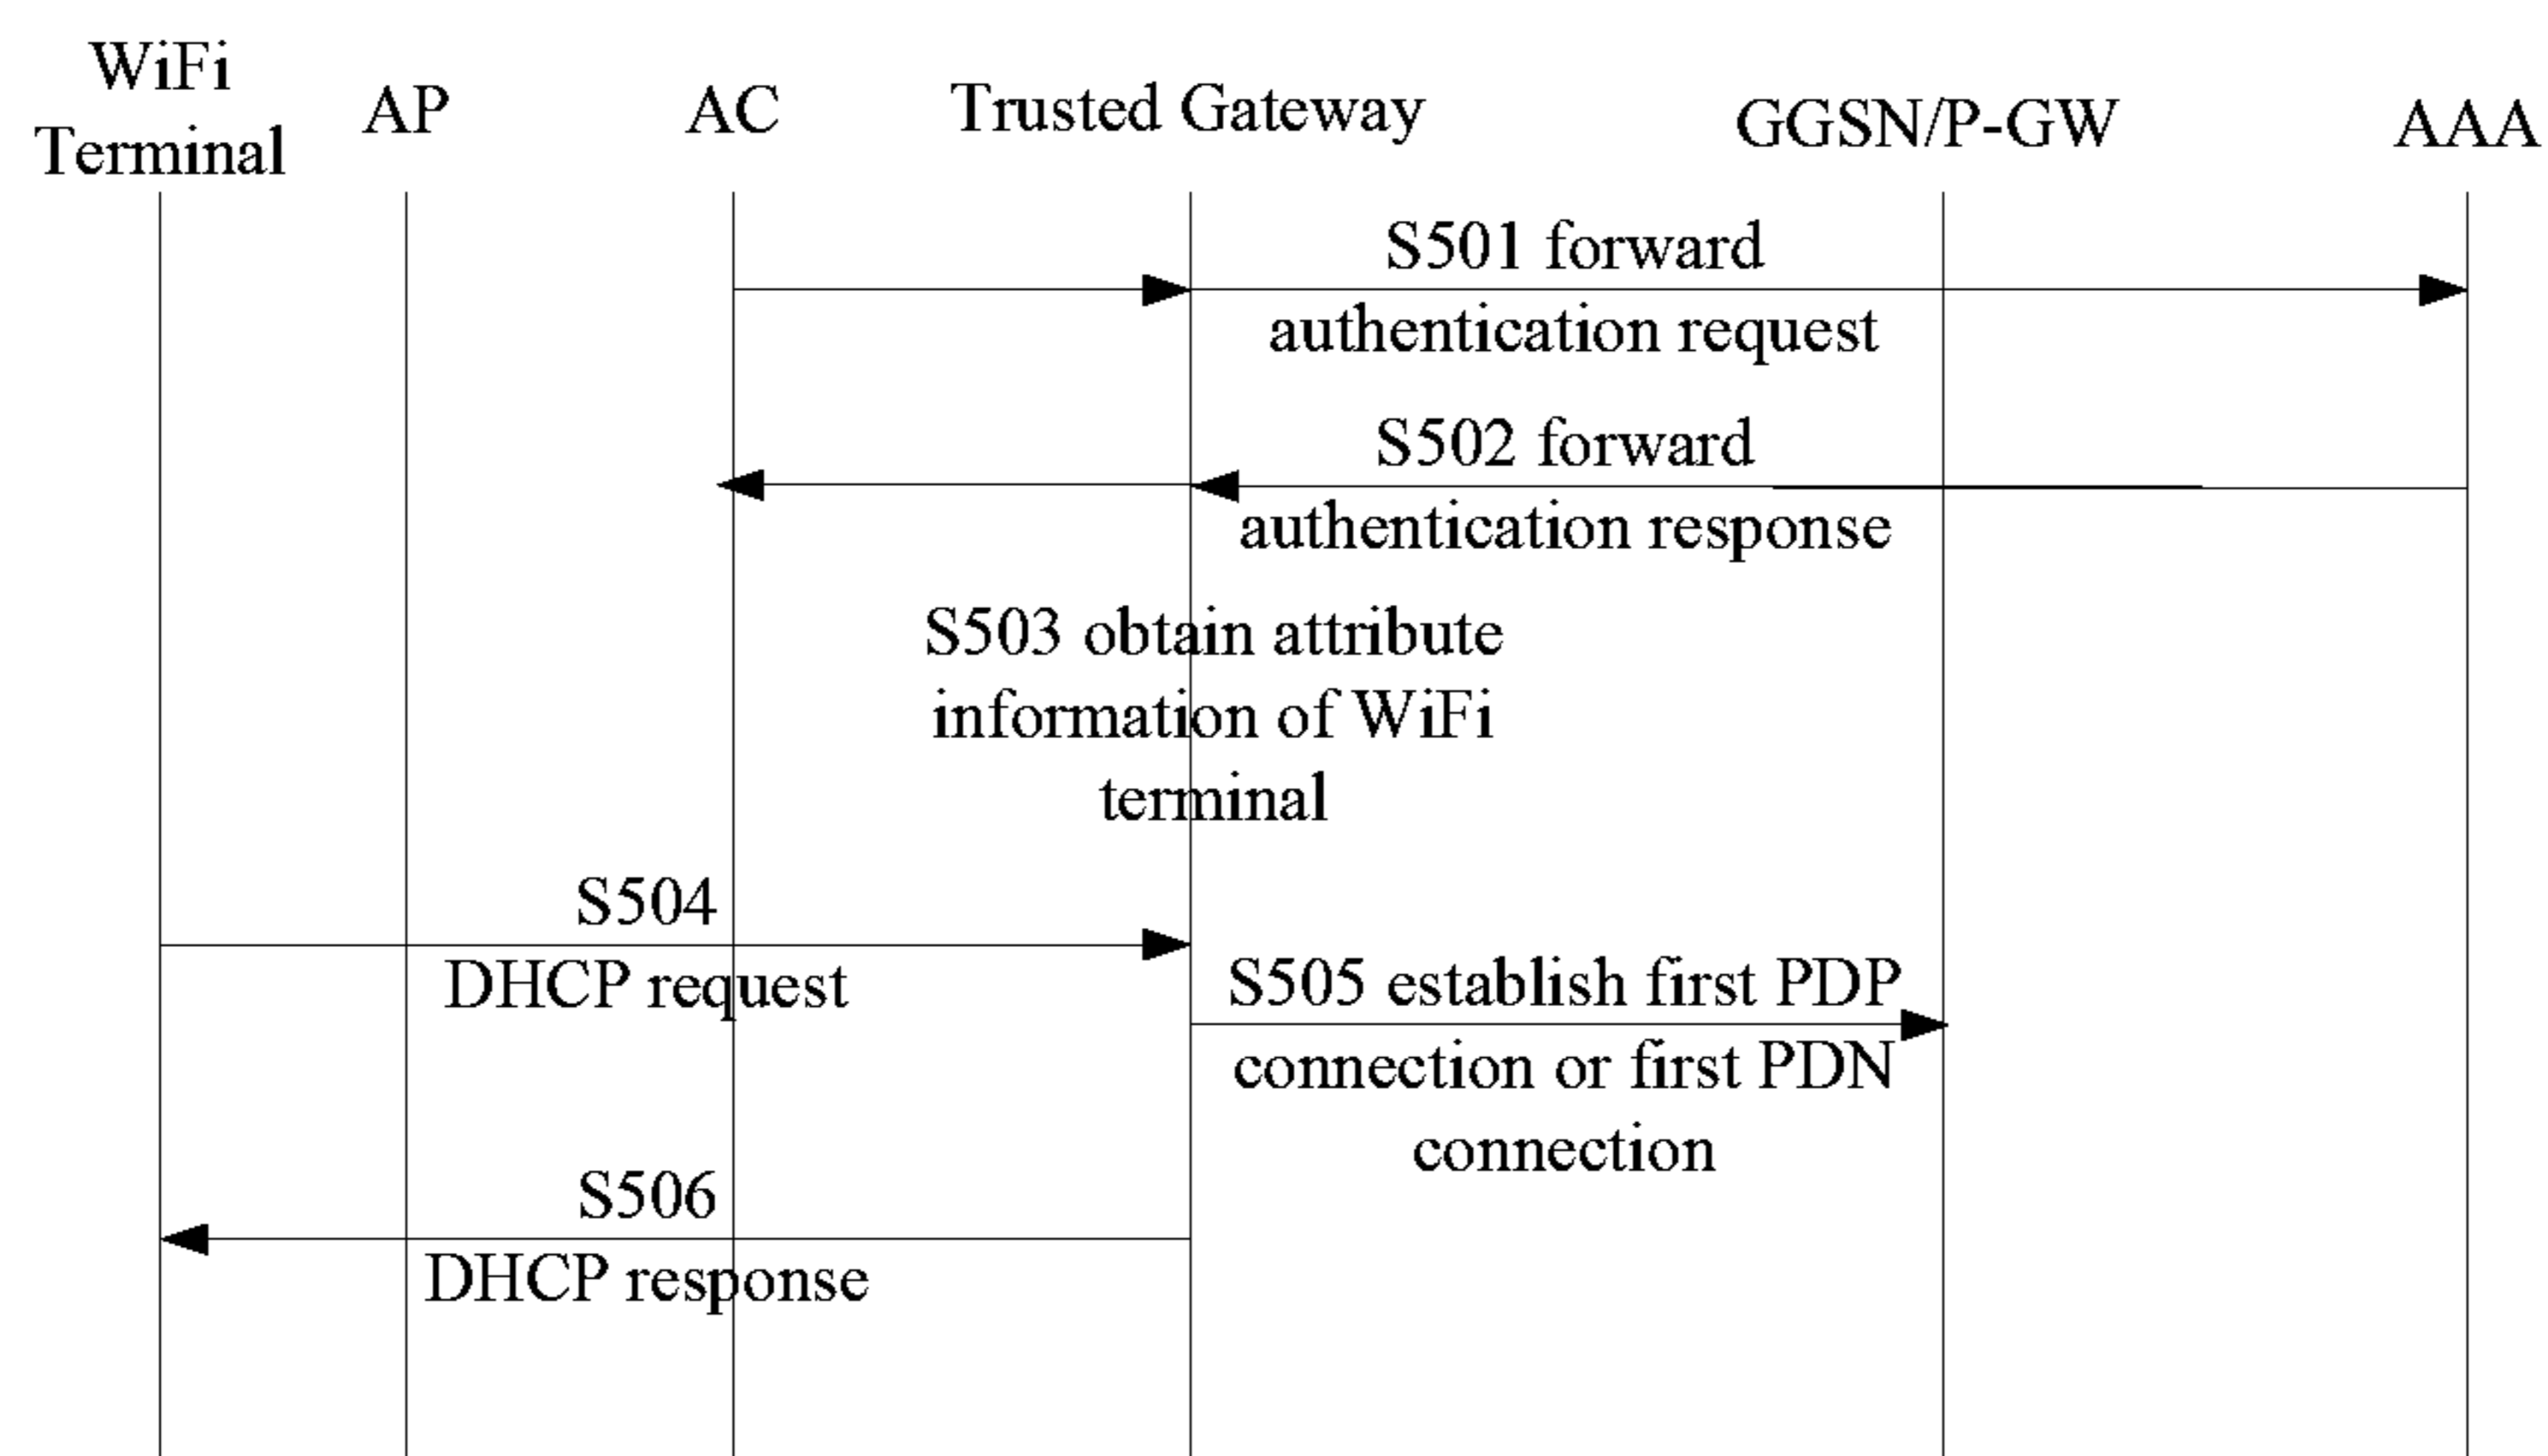 WiFi
Terminal
AP
AC
Trusted Gateway
GGSN/P-GW
AAA
S501 forward
authentication request
S502 forward
authentication response
S503 obtain attribute
information of WiFi
terminal
S504
DHCP request
S505 establish first PDP
connection or first PDN
connection
S506
DHCP response